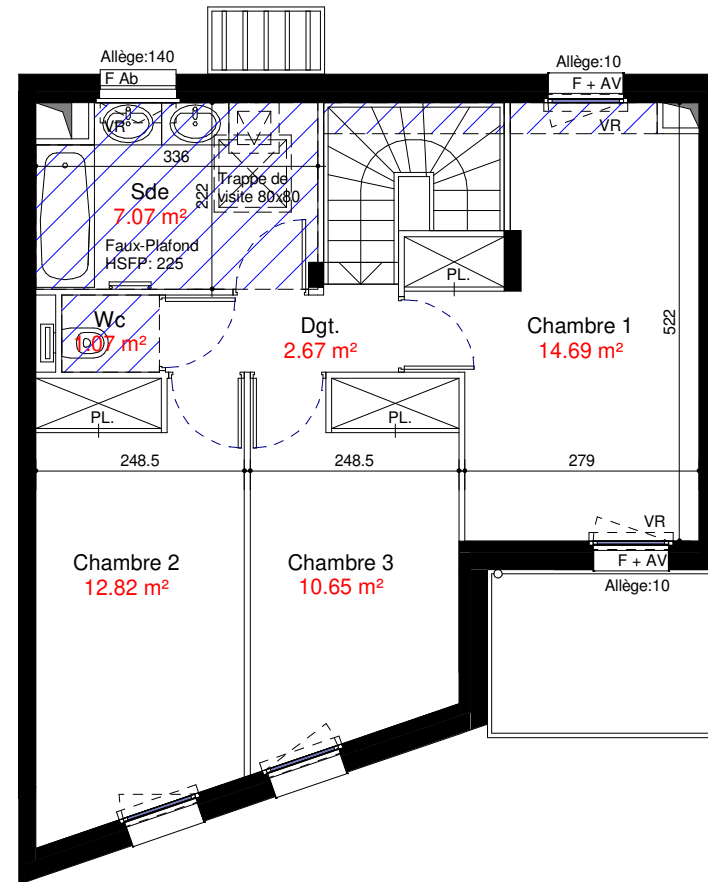 Allège:140
F Ab
Allège:10
F + AV
VR
VR
336
Trappe de
visite 80x80
222
Sde
7.07 m²
Faux-Plafond
HSFP: 225
PL.
Wc
1.07 m²
Dgt.
2.67 m²
Chambre 1
14.69 m²
522
PL.
PL.
248.5
248.5
279
VR
F + AV
Allège:10
Chambre 2
12.82 m²
Chambre 3
10.65 m²